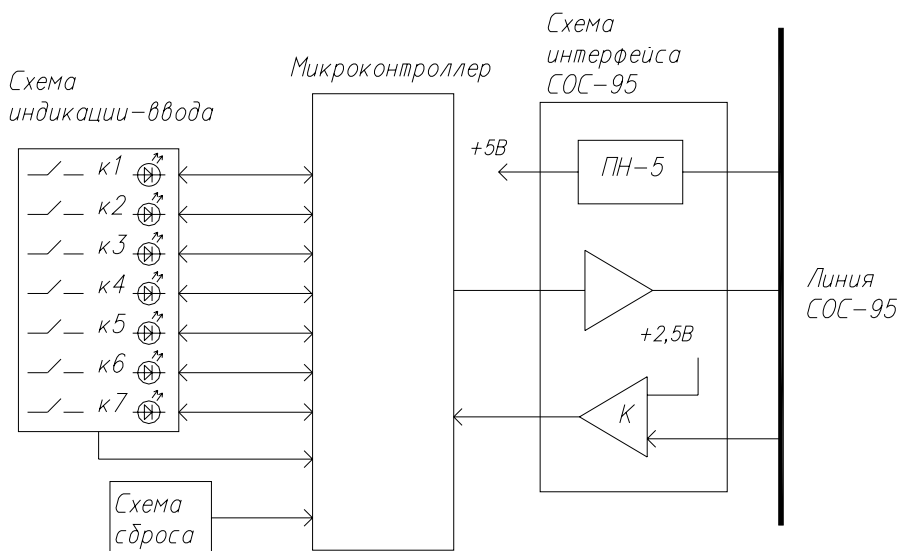 Схема
индикации-ввода
к1
к2
к3
к4
к5
к6
к7
Схема
сброса
Микроконтроллер
Схема
интерфейса
СОС-95
+5В
ПН-5
+2,5В
К
Линия
СОС-95